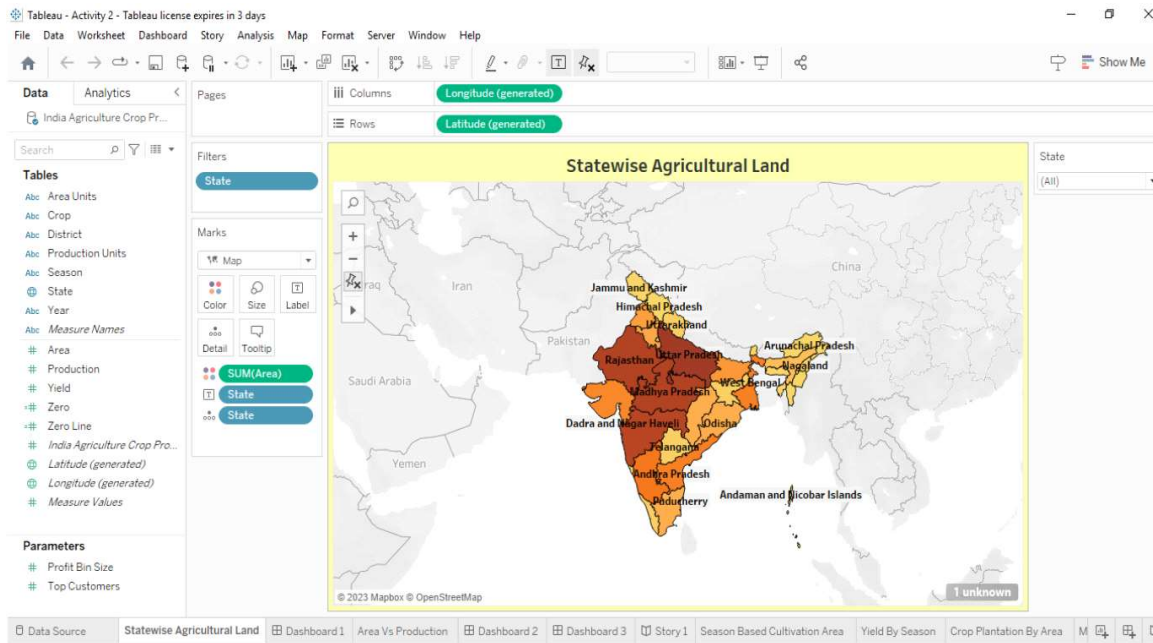 Tableau - Activity 2 - Tableau license expires in 3 days
File Data Worksheet Dashboard Story Analysis Map Format Server Window Help
Show Me
Data Analytics
India Agriculture Crop Pr...
Search
Tables
Abc Area Units
Abc Crop
Abc District
Abc Production Units
Abc Season
State
Abc Year
Abc Measure Names
# Area
# Production
# Yield
=# Zero
=# Zero Line
# India Agriculture Crop Pro...
Latitude (generated)
Longitude (generated)
# Measure Values
Parameters
# Profit Bin Size
# Top Customers
Pages
Filters
State
Marks
Map
Color Size Label
Detail Tooltip
SUM(Area)
State
State
Columns Longitude (generated)
Rows Latitude (generated)
Statewise Agricultural Land
China
Iran
Pakistan
Saudi Arabia
Yemen
Jammu and Kashmir
Himachal Pradesh
Uttarakhand
Arunachal Pradesh
Rajasthan
Uttar Pradesh
Nagaland
West Bengal
Madhya Pradesh
Dadra and Nagar Haveli
Odisha
Telangana
Andhra Pradesh
Andaman and Nicobar Islands
Puducherry
© 2023 Mapbox © OpenStreetMap
1 unknown
State
(All)
Data Source Statewise Agricultural Land Dashboard 1 Area Vs Production Dashboard 2 Dashboard 3 Story 1 Season Based Cultivation Area Yield By Season Crop Plantation By Area M